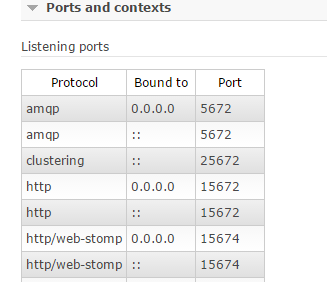 Ports and contexts
Listening ports
Protocol Bound to Port
amqp 0.0.0.0 5672
amqp :: 5672
clustering :: 25672
http 0.0.0.0 15672
http :: 15672
http/web-stomp 0.0.0.0 15674
http/web-stomp :: 15674